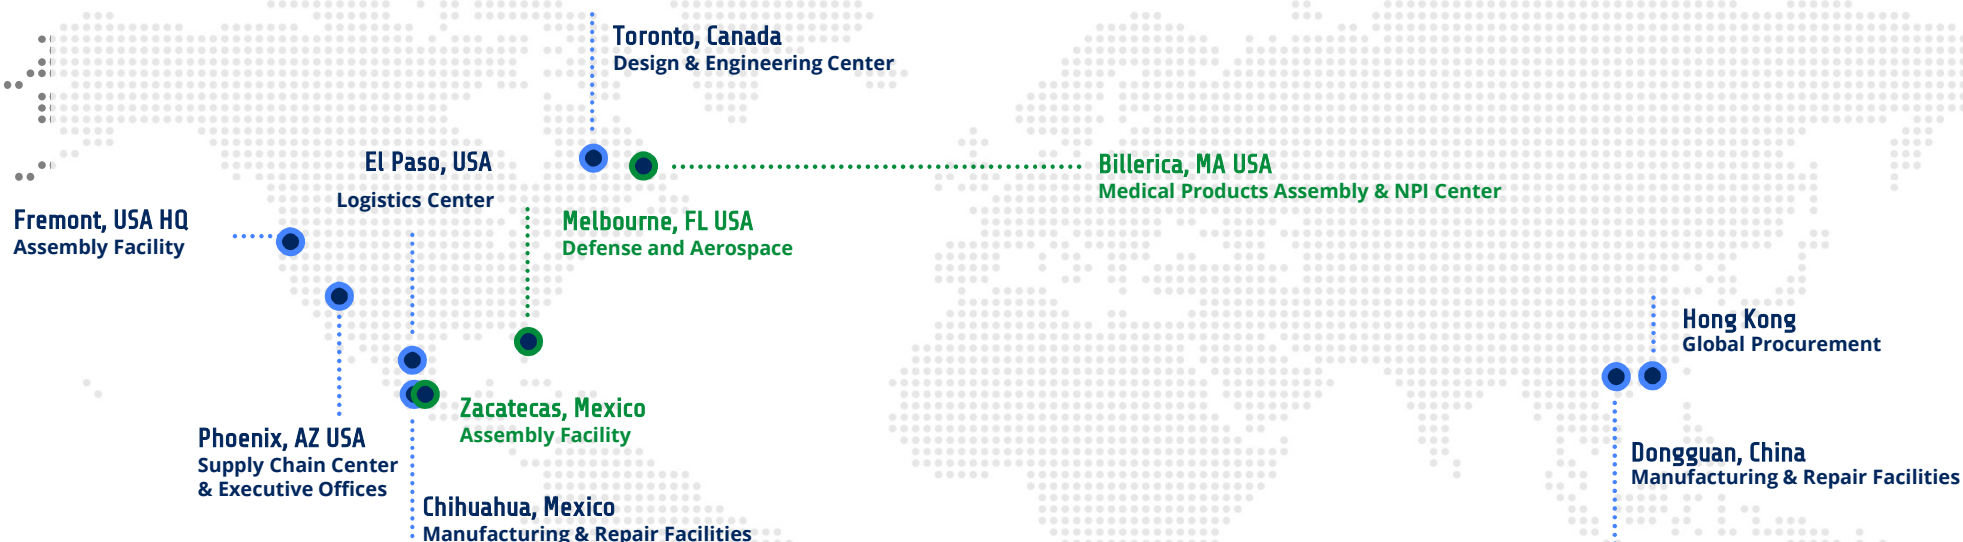 Toronto, Canada
Design & Engineering Center
El Paso, USA
Logistics Center
Billerica, MA USA
Medical Products Assembly & NPI Center
Fremont, USA HQ
Assembly Facility
Melbourne, FL USA
Defense and Aerospace
Hong Kong
Global Procurement
Zacatecas, Mexico
Assembly Facility
Phoenix, AZ USA
Supply Chain Center
& Executive Offices
Dongguan, China
Manufacturing & Repair Facilities
Chihuahua, Mexico
Manufacturing & Repair Facilities